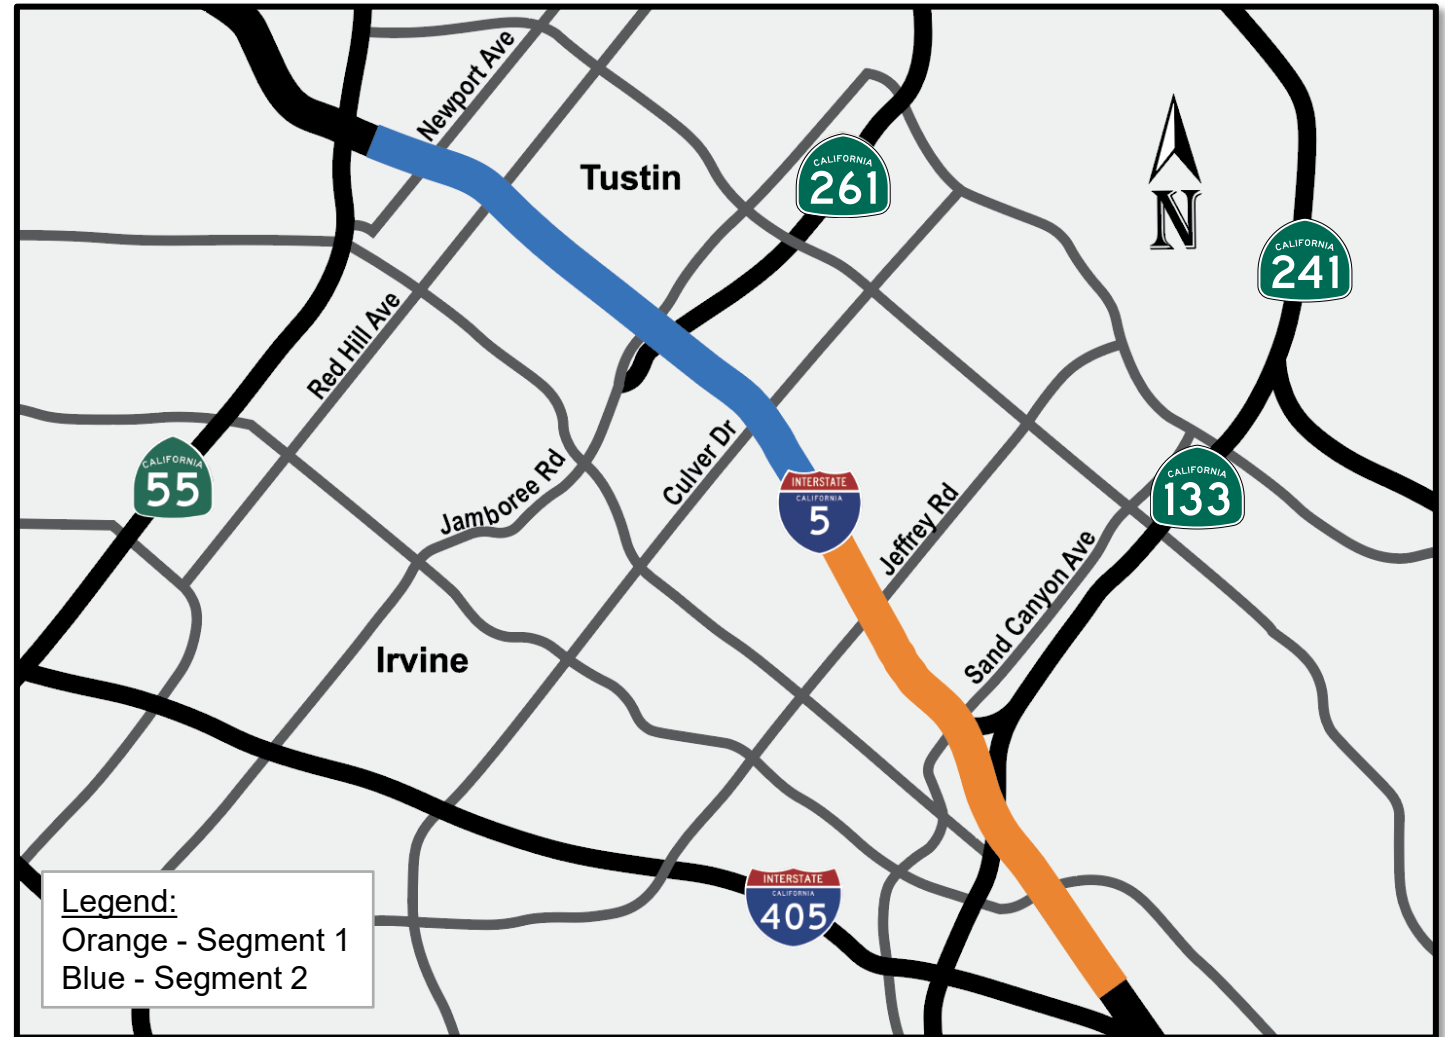 Newport Ave
Tustin
CALIFORNIA
261
N
CALIFORNIA
241
Red Hill Ave
CALIFORNIA
55
Jamboree Rd
Culver Dr
INTERSTATE
CALIFORNIA
5
Jeffrey Rd
CALIFORNIA
133
Sand Canyon Ave
Irvine
INTERSTATE
CALIFORNIA
405
Legend:
Orange - Segment 1
Blue - Segment 2